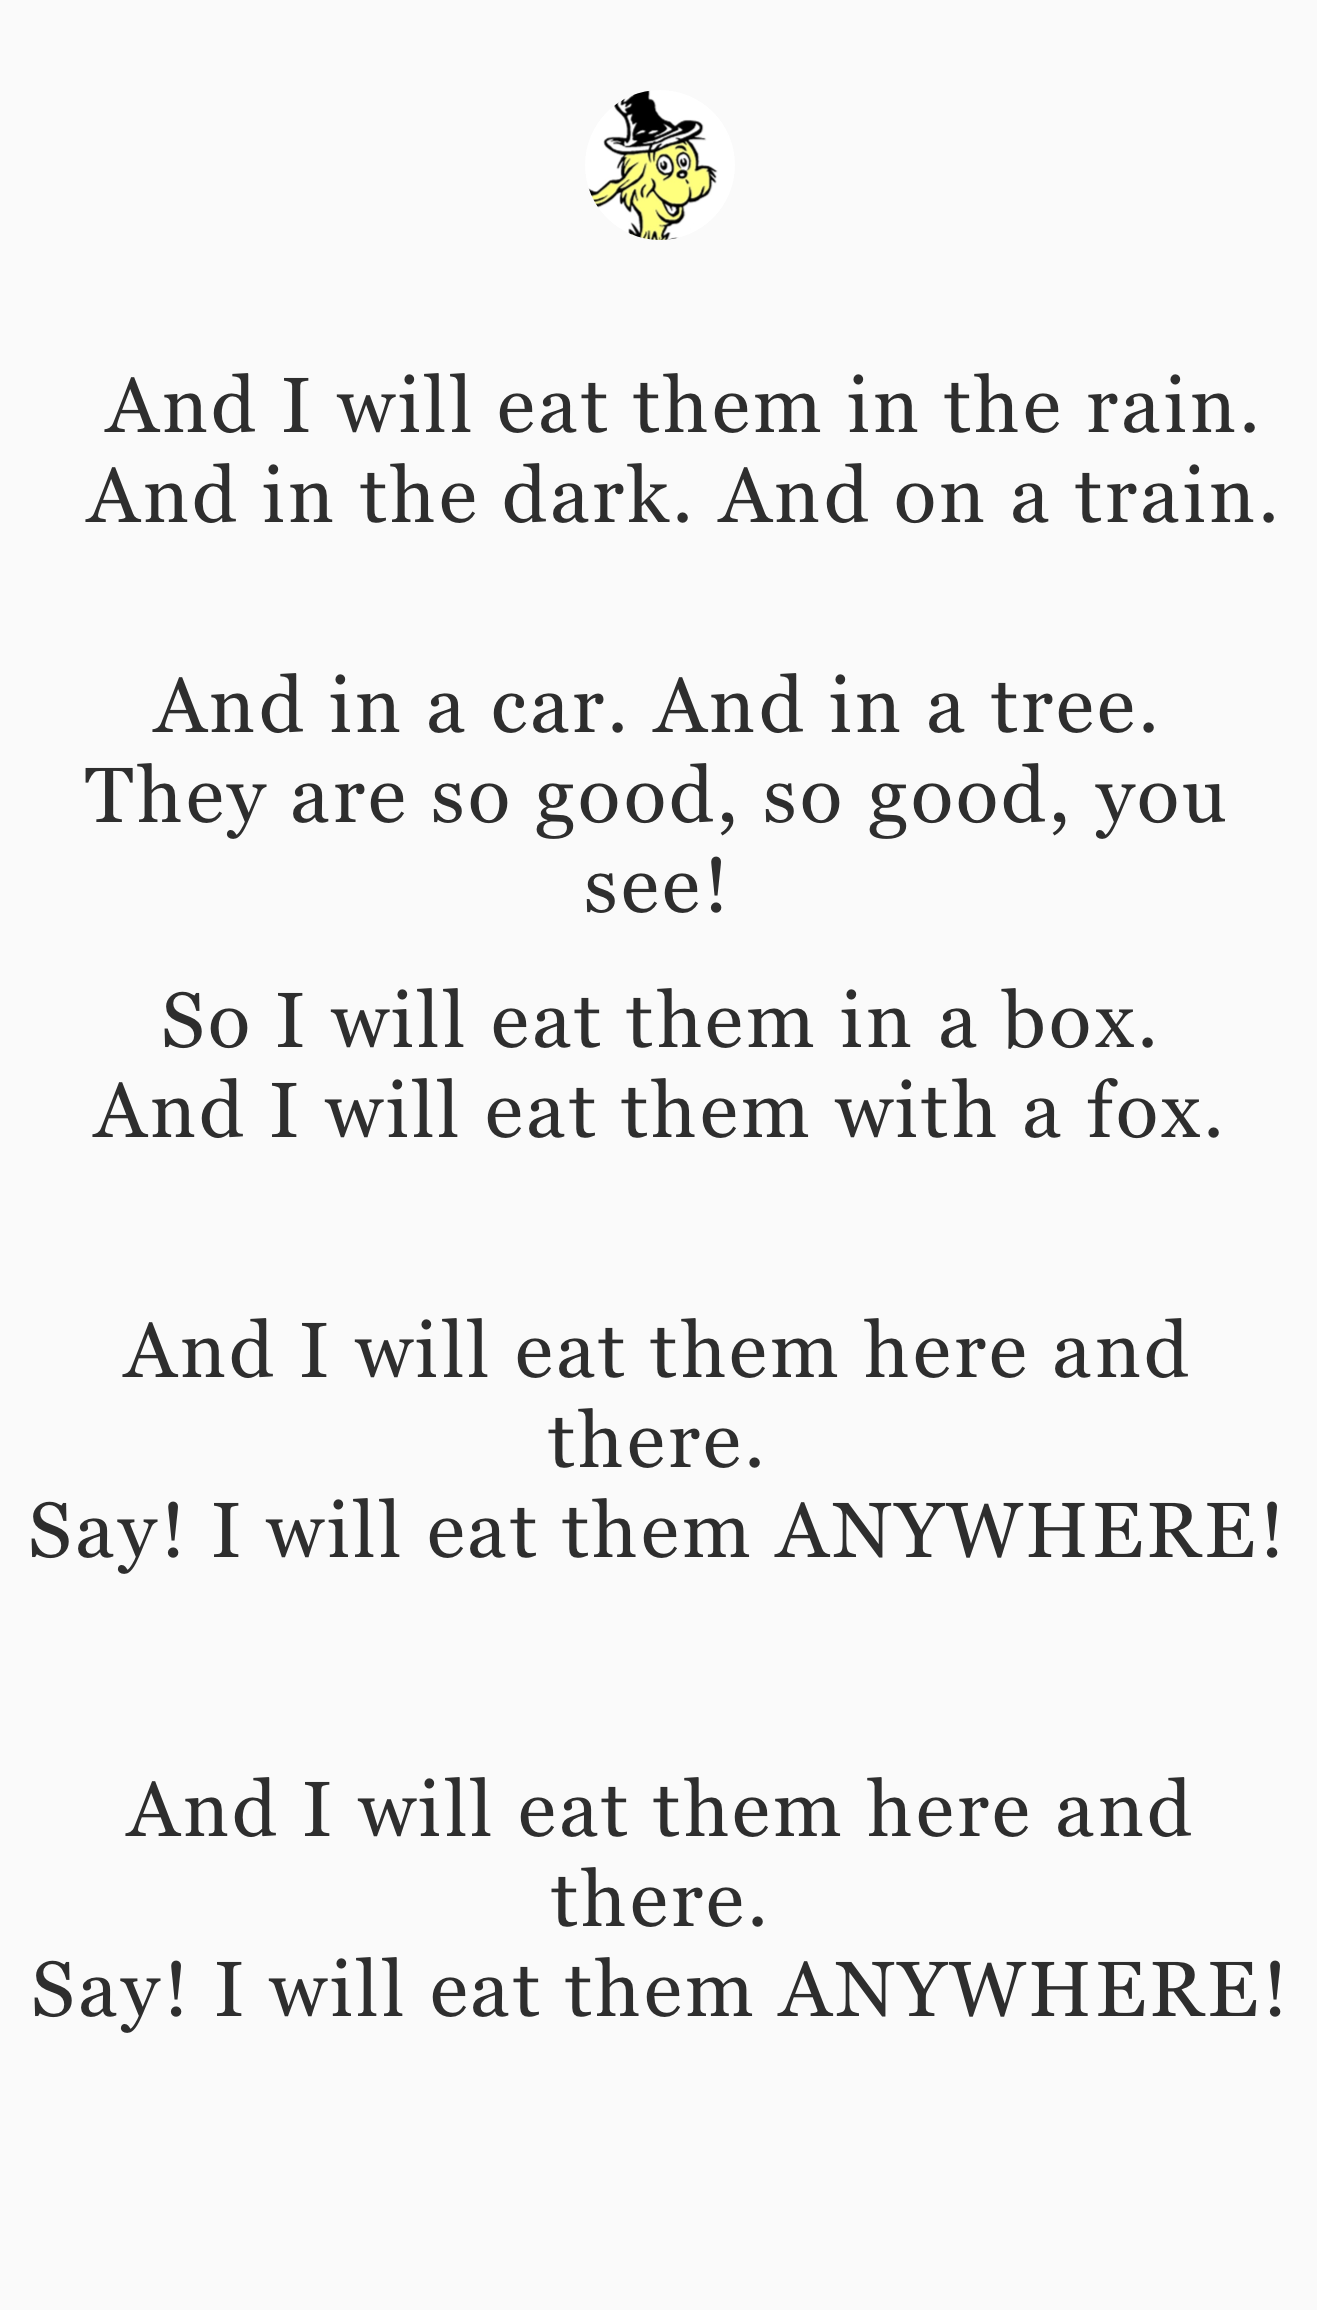 And I will eat them in the rain.
And in the dark. And on a train.
And in a car. And in a tree.
They are so good, so good, you
see!
So I will eat them in a box.
And I will eat them with a fox.
And I will eat them here and
there.
Say! I will eat them ANYWHERE!
And I will eat them here and
there.
Say! I will eat them ANYWHERE!